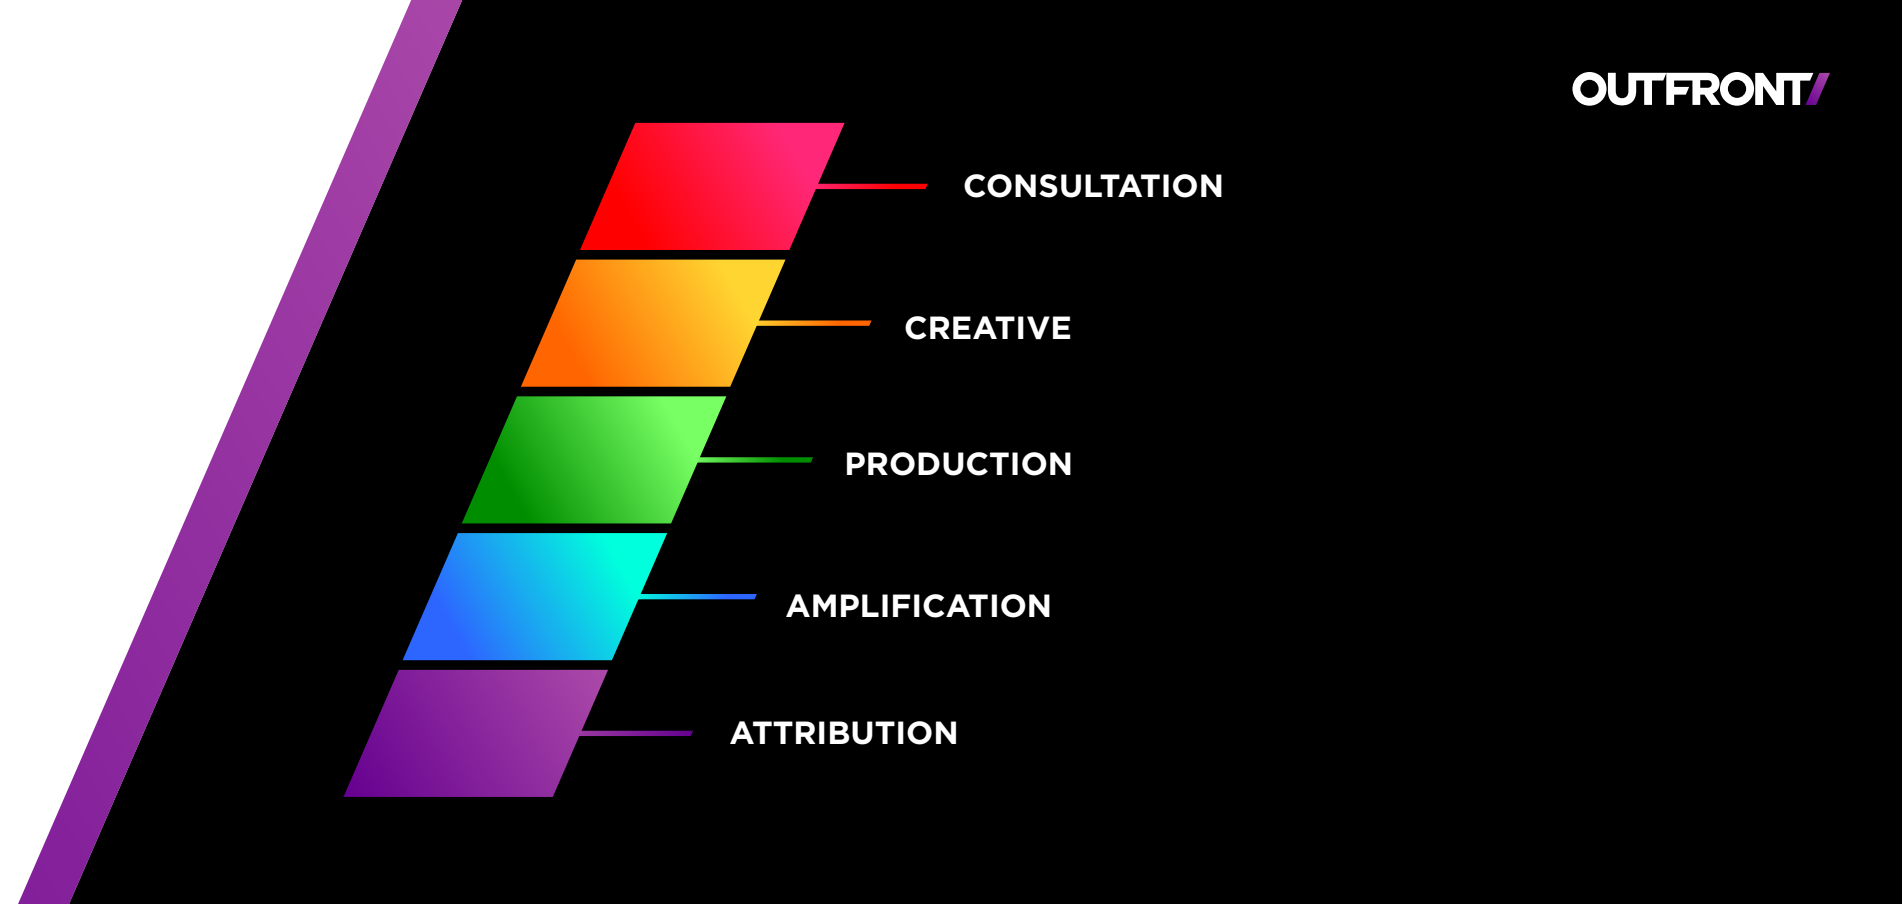 OUTFRONT/
CONSULTATION
CREATIVE
PRODUCTION
AMPLIFICATION
ATTRIBUTION